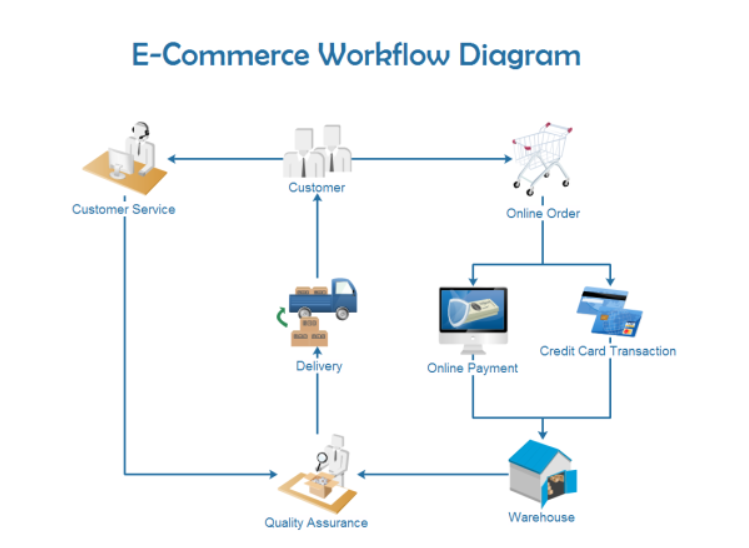 E-Commerce Workflow Diagram
Customer
Customer Service
Online Order
Delivery
Online Payment
Credit Card Transaction
Quality Assurance
Warehouse